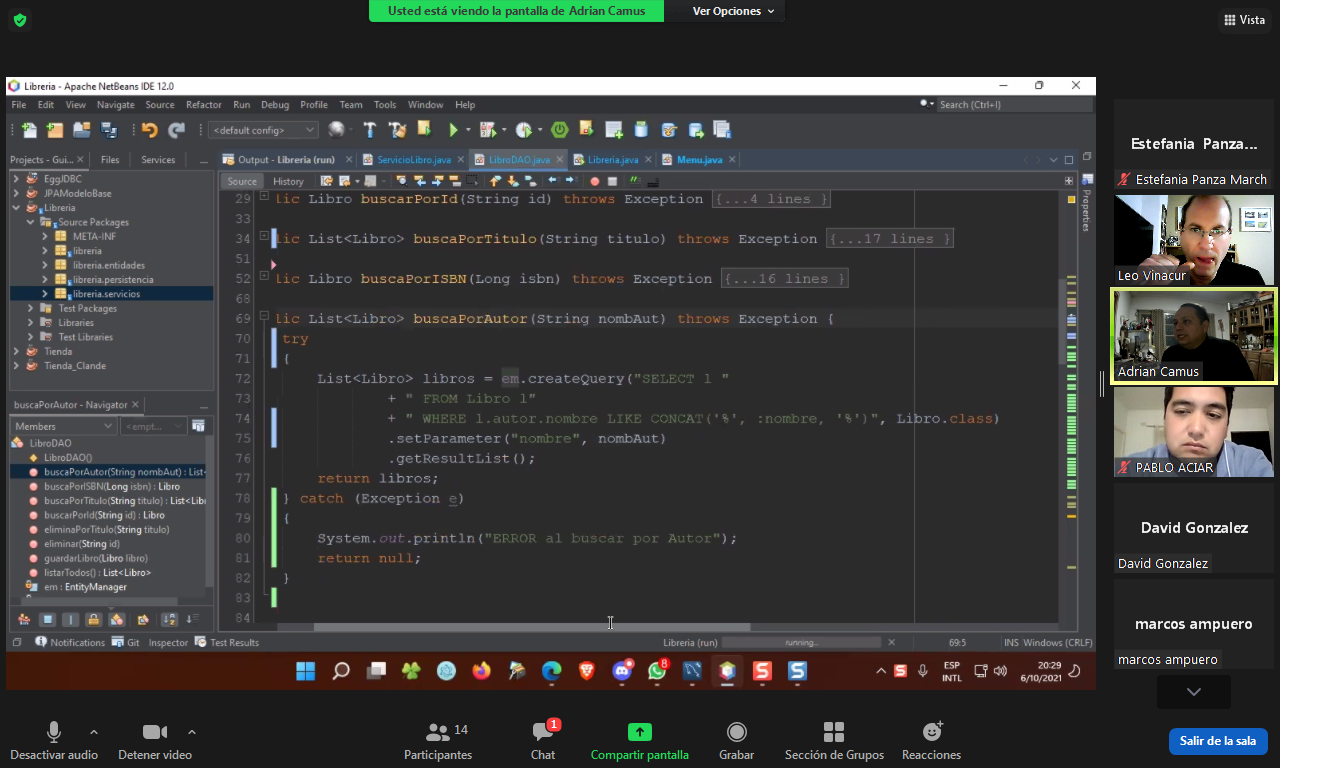 Usted está viendo la pantalla de Adrian Camus
Ver Opciones
Vista
Libreria - Apache NetBeans IDE 12.0
File Edit View Navigate Source Refactor Run Debug Profile Team Tools Window Help
Search (Ctrl+I)
<default config>
Projects - Gui... Files Services
Output - Libreria (run) ServicioLibro.java LibroDAO.java Libreria.java Menu.java
Source History
EggJDBC
JPAModeloBase
Libreria
Source Packages
META-INF
libreria
libreria.entidades
libreria.persistencia
libreria.servicios
Test Packages
Libraries
Test Libraries
Tienda
Tienda_Clande
buscaPorAutor - Navigator
Members <empt...
LibroDAO
LibroDAO()
buscaPorAutor(String nombAut) : List<
buscaPorISBN(Long isbn) : Libro
buscaPorTitulo(String titulo) : List<Libr
buscarPorId(String id) : Libro
eliminaPorTitulo(String titulo)
eliminar(String id)
guardarLibro(Libro libro)
listarTodos() : List<Libro>
em : EntityManager
29 lic Libro buscarPorId(String id) throws Exception {...4 lines }
33
34 lic List<Libro> buscaPorTitulo(String titulo) throws Exception {...17 lines }
51
52 lic Libro buscaPorISBN(Long isbn) throws Exception {...16 lines }
68
69 lic List<Libro> buscaPorAutor(String nombAut) throws Exception {
70 try
71 {
72 List<Libro> libros = em.createQuery("SELECT l "
73 + " FROM Libro l"
74 + " WHERE l.autor.nombre LIKE CONCAT('%', :nombre, '%')", Libro.class)
75 .setParameter("nombre", nombAut)
76 .getResultList();
77 return libros;
78 } catch (Exception e)
79 {
80 System.out.println("ERROR al buscar por Autor");
81 return null;
82 }
83
84
Properties
Notifications Git Inspector Test Results
Libreria (run) running... 69:5 INS Windows (CRLF)
8
ESP
INTL
20:29
6/10/2021
Estefania Panza...
Estefania Panza March
Leo Vinacur
Adrian Camus
PABLO ACIAR
David Gonzalez
David Gonzalez
marcos ampuero
marcos ampuero
Desactivar audio
Detener video
14
Participantes
1
Chat
Compartir pantalla
Grabar
Sección de Grupos
Reacciones
Salir de la sala